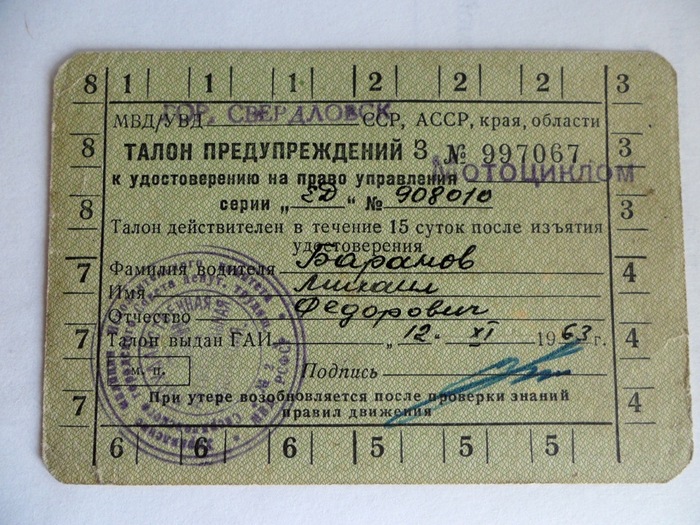 8 1 1 1 2 2 2 3
ГОР. СВЕРДЛОВСК
МВД/УВД ССР, АССР, края, области
8 ТАЛОН ПРЕДУПРЕЖДЕНИЙ З № 997067 3
к удостоверению на право управления МОТОЦИКЛОМ
8 серии „ЕД“ № 908010 3
Талон действителен в течение 15 суток после изъятия
удостоверения
7 Фамилия водителя Баранов 4
Имя Михаил
Отчество Федорович
7 Талон выдан ГАИ „12 - XI 1963 г. 4
м. п. Подпись
При утере возобновляется после проверки знаний
7 правил движения 4
6 6 6 5 5 5